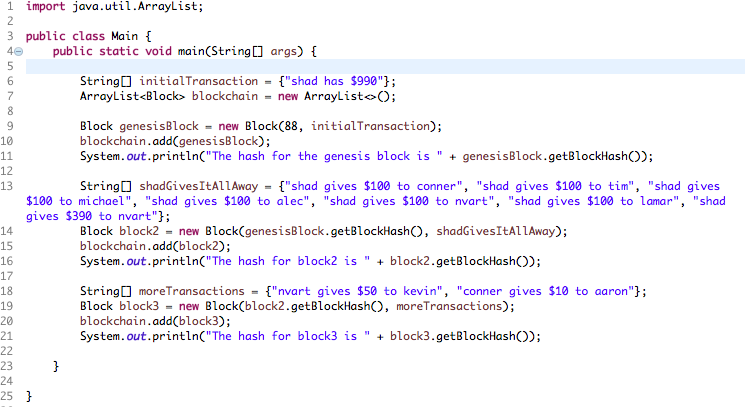 1 import java.util.ArrayList;
2
3 public class Main {
4 public static void main(String[] args) {
5
6 String[] initialTransaction = {"shad has $990"};
7 ArrayList<Block> blockchain = new ArrayList<>();
8
9 Block genesisBlock = new Block(88, initialTransaction);
10 blockchain.add(genesisBlock);
11 System.out.println("The hash for the genesis block is " + genesisBlock.getBlockHash());
12
13 String[] shadGivesItAllAway = {"shad gives $100 to conner", "shad gives $100 to tim", "shad gives
$100 to michael", "shad gives $100 to alec", "shad gives $100 to nvart", "shad gives $100 to lamar", "shad
gives $390 to nvart"};
14 Block block2 = new Block(genesisBlock.getBlockHash(), shadGivesItAllAway);
15 blockchain.add(block2);
16 System.out.println("The hash for block2 is " + block2.getBlockHash());
17
18 String[] moreTransactions = {"nvart gives $50 to kevin", "conner gives $10 to aaron"};
19 Block block3 = new Block(block2.getBlockHash(), moreTransactions);
20 blockchain.add(block3);
21 System.out.println("The hash for block3 is " + block3.getBlockHash());
22
23 }
24
25 }